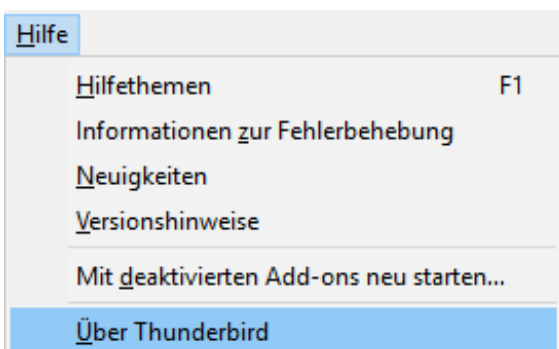 Hilfe
Hilfethemen F1
Informationen zur Fehlerbehebung
Neuigkeiten
Versionshinweise
Mit deaktivierten Add-ons neu starten...
Über Thunderbird